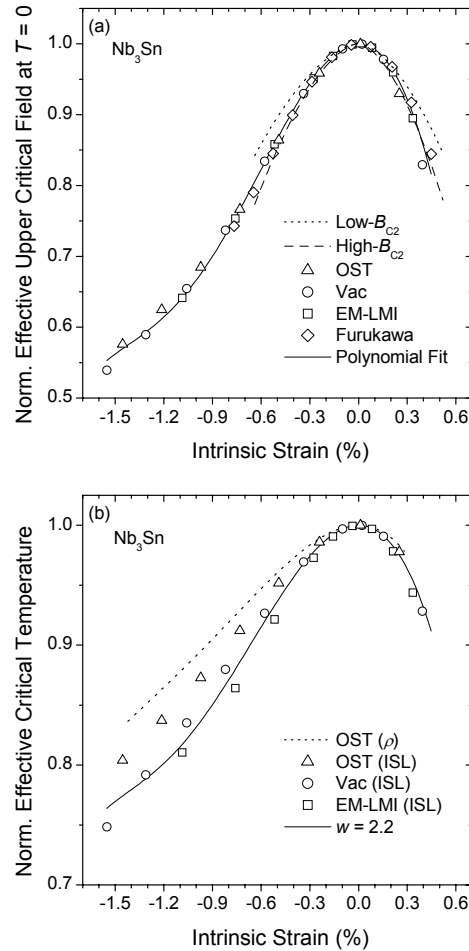 (a)
Nb₃Sn
Norm. Effective Upper Critical Field at T = 0
1.0
0.9
0.8
0.7
0.6
0.5
Low-B_C2
High-B_C2
OST
Vac
EM-LMI
Furukawa
Polynomial Fit
-1.5 -1.2 -0.9 -0.6 -0.3 0.0 0.3 0.6
Intrinsic Strain (%)
(b)
Nb₃Sn
Norm. Effective Critical Temperature
1.0
0.9
0.8
0.7
OST (ρ)
OST (ISL)
Vac (ISL)
EM-LMI (ISL)
w = 2.2
-1.5 -1.2 -0.9 -0.6 -0.3 0.0 0.3 0.6
Intrinsic Strain (%)